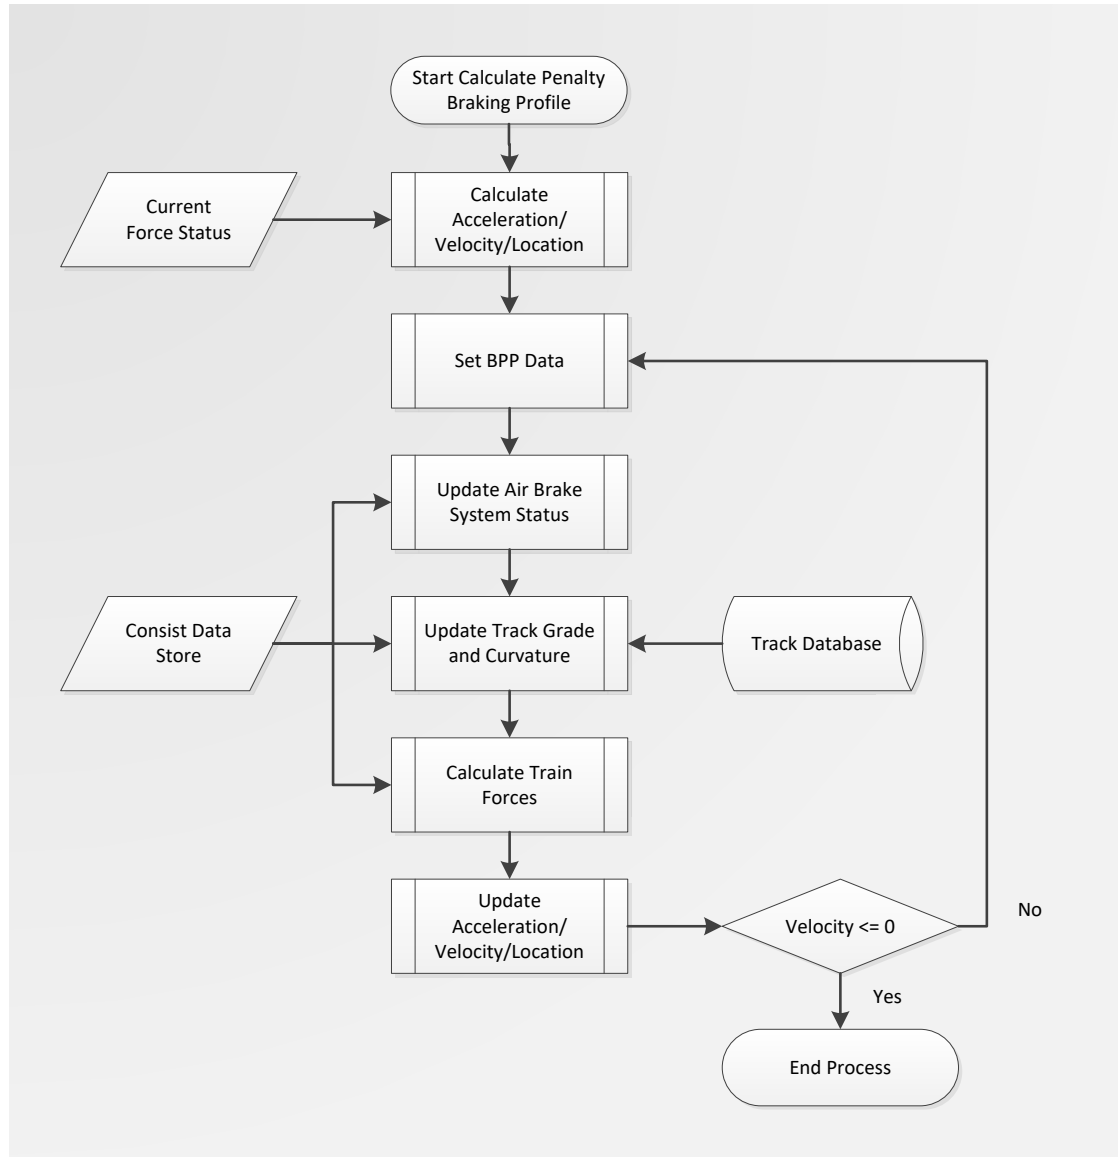 Start Calculate Penalty
Braking Profile
Current
Force Status
Calculate
Acceleration/
Velocity/Location
Set BPP Data
Update Air Brake
System Status
Consist Data
Store
Update Track Grade
and Curvature
Track Database
Calculate Train
Forces
Update
Acceleration/
Velocity/Location
Velocity <= 0
No
Yes
End Process